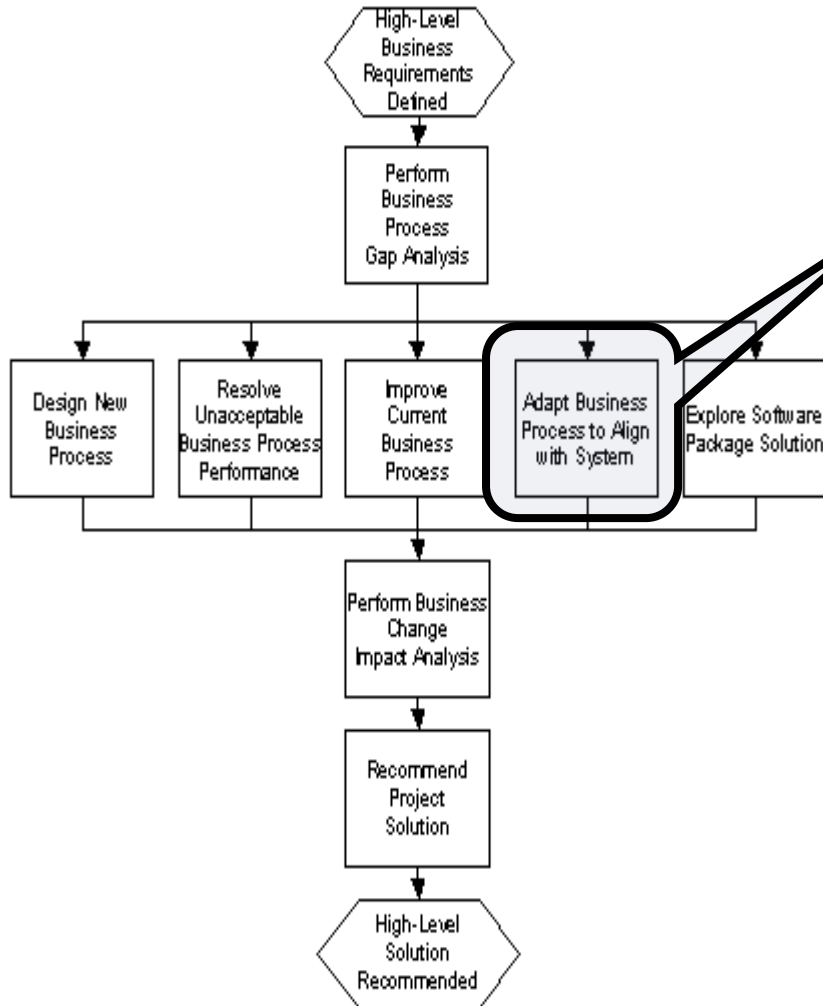 High-Level
Business
Requirements
Defined
Perform
Business
Process
Gap Analysis
Design New
Business
Process
Resolve
Unacceptable
Business Process
Performance
Improve
Current
Business
Process
Adapt Business
Process to Align
with System
Explore Software
Package Solution
Perform Business
Change
Impact Analysis
Recommend
Project
Solution
High-Level
Solution
Recommended